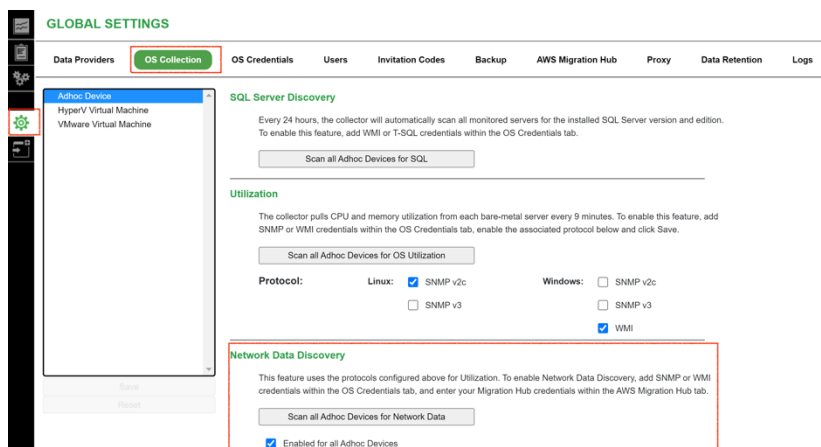 GLOBAL SETTINGS
Data Providers OS Collection OS Credentials Users Invitation Codes Backup AWS Migration Hub Proxy Data Retention Logs
Adhoc Device
HyperV Virtual Machine
VMware Virtual Machine
Save
Reset
SQL Server Discovery
Every 24 hours, the collector will automatically scan all monitored servers for the installed SQL Server version and edition.
To enable this feature, add WMI or T-SQL credentials within the OS Credentials tab.
Scan all Adhoc Devices for SQL
Utilization
The collector pulls CPU and memory utilization from each bare-metal server every 9 minutes. To enable this feature, add
SNMP or WMI credentials within the OS Credentials tab, enable the associated protocol below and click Save.
Scan all Adhoc Devices for OS Utilization
Protocol: Linux: SNMP v2c Windows: SNMP v2c
SNMP v3 SNMP v3
WMI
Network Data Discovery
This feature uses the protocols configured above for Utilization. To enable Network Data Discovery, add SNMP or WMI
credentials within the OS Credentials tab, and enter your Migration Hub credentials within the AWS Migration Hub tab.
Scan all Adhoc Devices for Network Data
Enabled for all Adhoc Devices